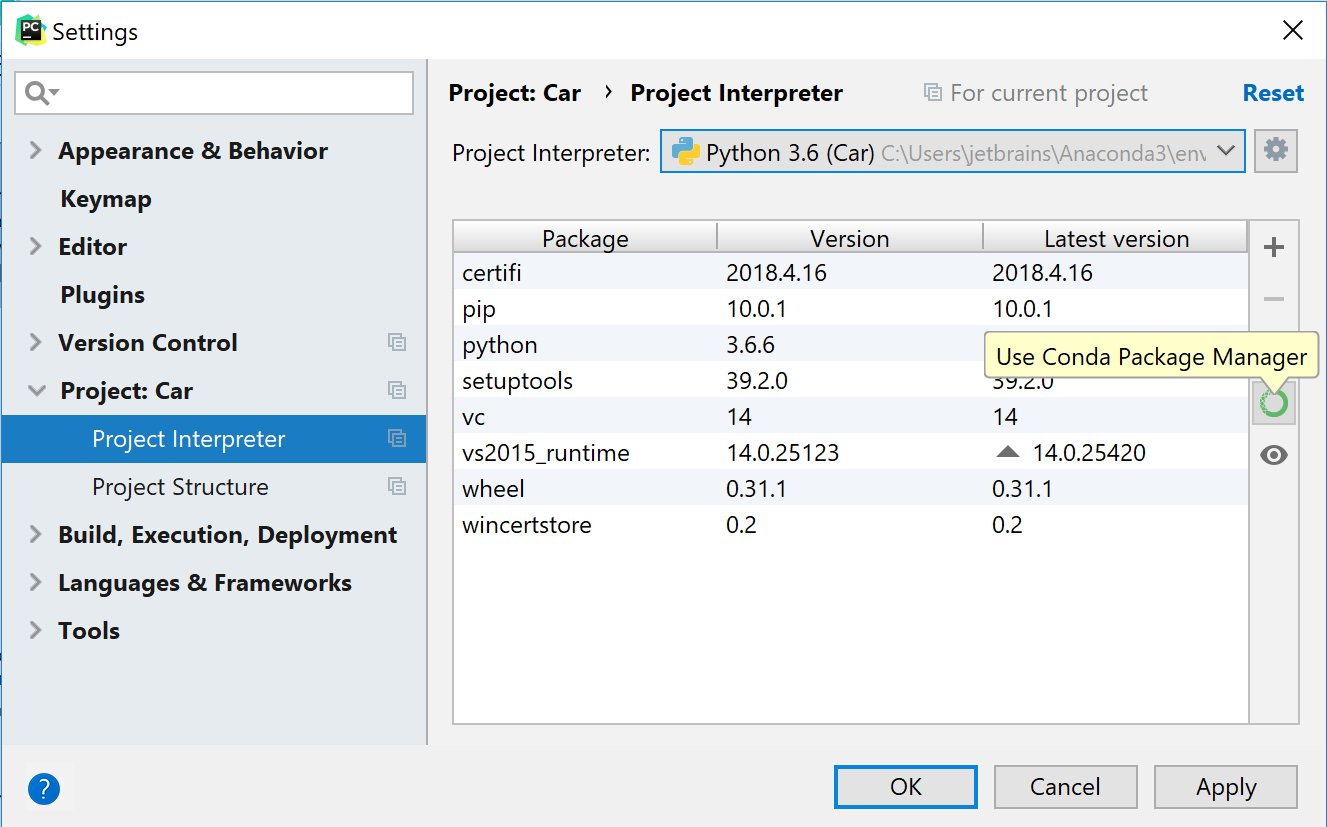 PC Settings
Project: Car › Project Interpreter For current project Reset
Project Interpreter: Python 3.6 (Car) C:\Users\jetbrains\Anaconda3\env
Appearance & Behavior
Keymap
Editor
Plugins
Version Control
Project: Car
Project Interpreter
Project Structure
Build, Execution, Deployment
Languages & Frameworks
Tools
Package Version Latest version
certifi 2018.4.16 2018.4.16
pip 10.0.1 10.0.1
python 3.6.6
Use Conda Package Manager
setuptools 39.2.0 39.2.0
vc 14 14
vs2015_runtime 14.0.25123 14.0.25420
wheel 0.31.1 0.31.1
wincertstore 0.2 0.2
? OK Cancel Apply